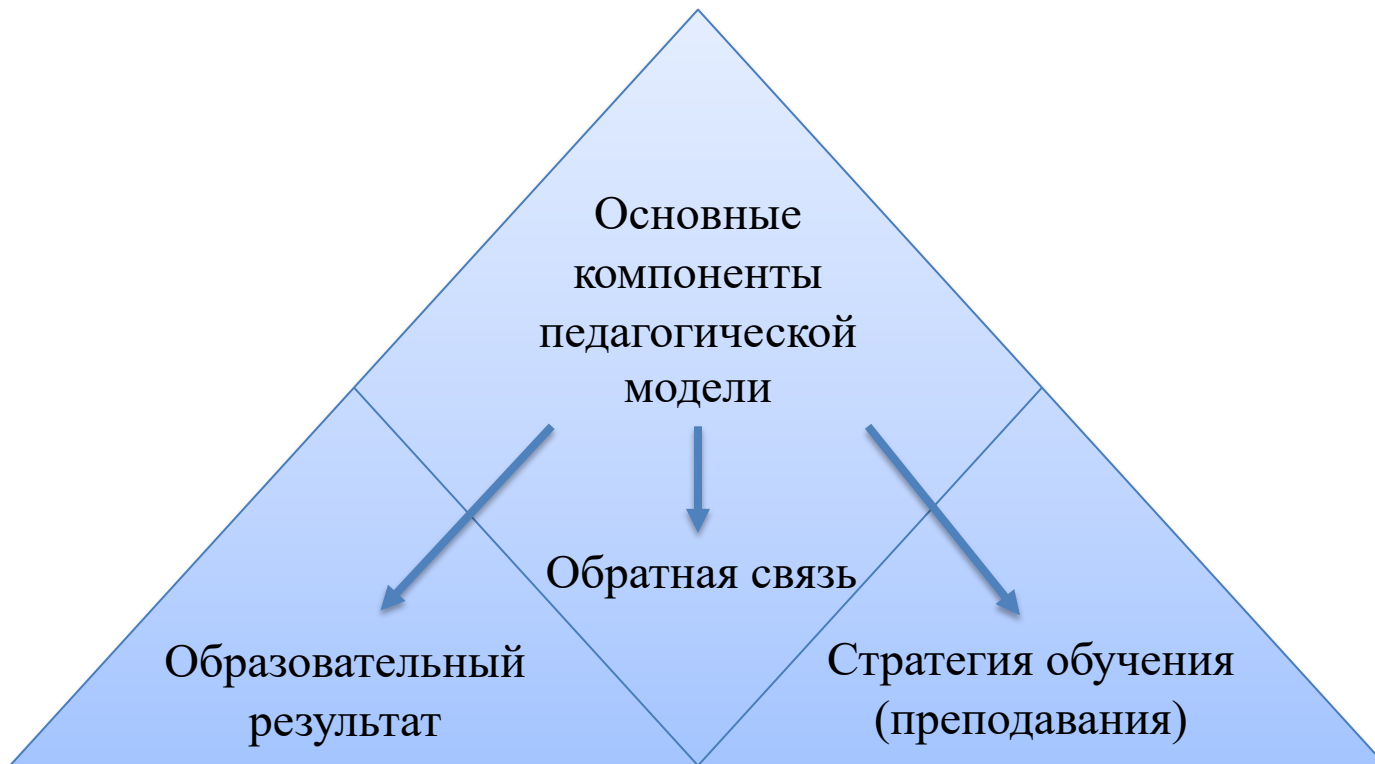 Основные
компоненты
педагогической
модели
Обратная связь
Образовательный
результат
Стратегия обучения
(преподавания)